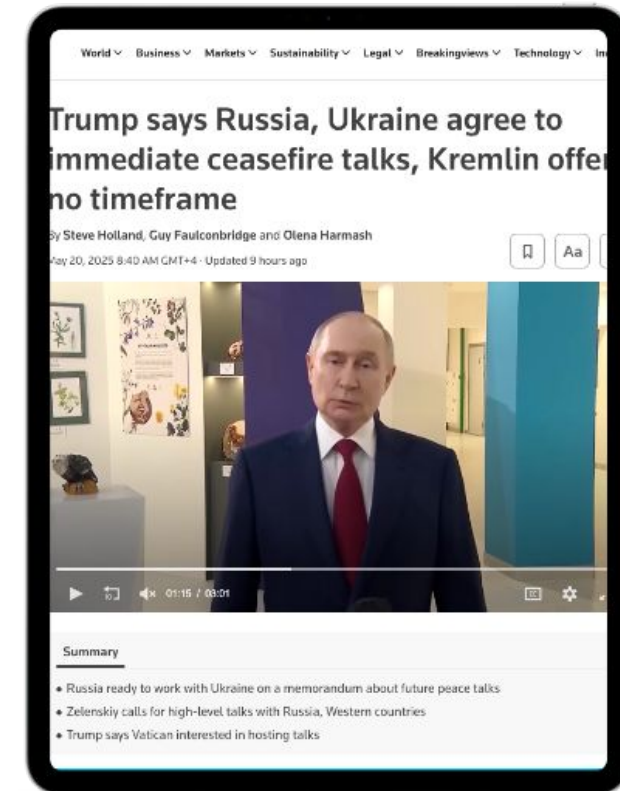 World Business Markets Sustainability Legal Breakingviews Technology In
Trump says Russia, Ukraine agree to
immediate ceasefire talks, Kremlin offer
no timeframe
By Steve Holland, Guy Faulconbridge and Olena Harmash
May 20, 2025 8:40 AM GMT+4 · Updated 9 hours ago
Aa
01:15 / 03:01
CC
Summary
• Russia ready to work with Ukraine on a memorandum about future peace talks
• Zelenskiy calls for high-level talks with Russia, Western countries
• Trump says Vatican interested in hosting talks